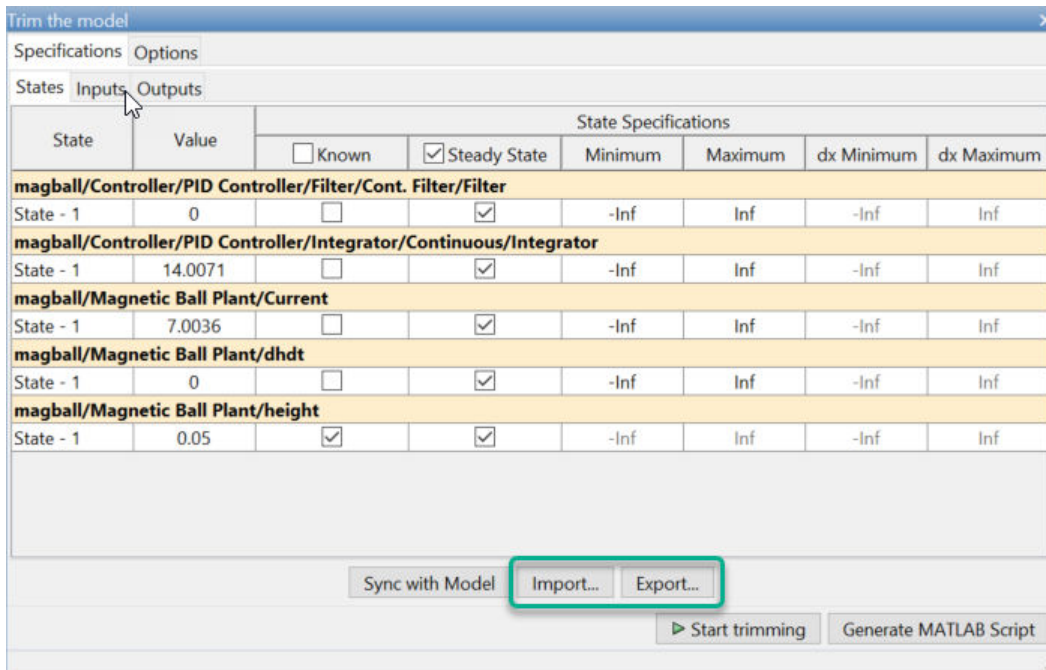 Trim the model
Specifications Options
States Inputs Outputs
State Value State Specifications
Known Steady State Minimum Maximum dx Minimum dx Maximum
magball/Controller/PID Controller/Filter/Cont. Filter/Filter
State - 1 0 -Inf Inf -Inf Inf
magball/Controller/PID Controller/Integrator/Continuous/Integrator
State - 1 14.0071 -Inf Inf -Inf Inf
magball/Magnetic Ball Plant/Current
State - 1 7.0036 -Inf Inf -Inf Inf
magball/Magnetic Ball Plant/dhdt
State - 1 0 -Inf Inf -Inf Inf
magball/Magnetic Ball Plant/height
State - 1 0.05 -Inf Inf -Inf Inf
Sync with Model Import... Export...
Start trimming Generate MATLAB Script